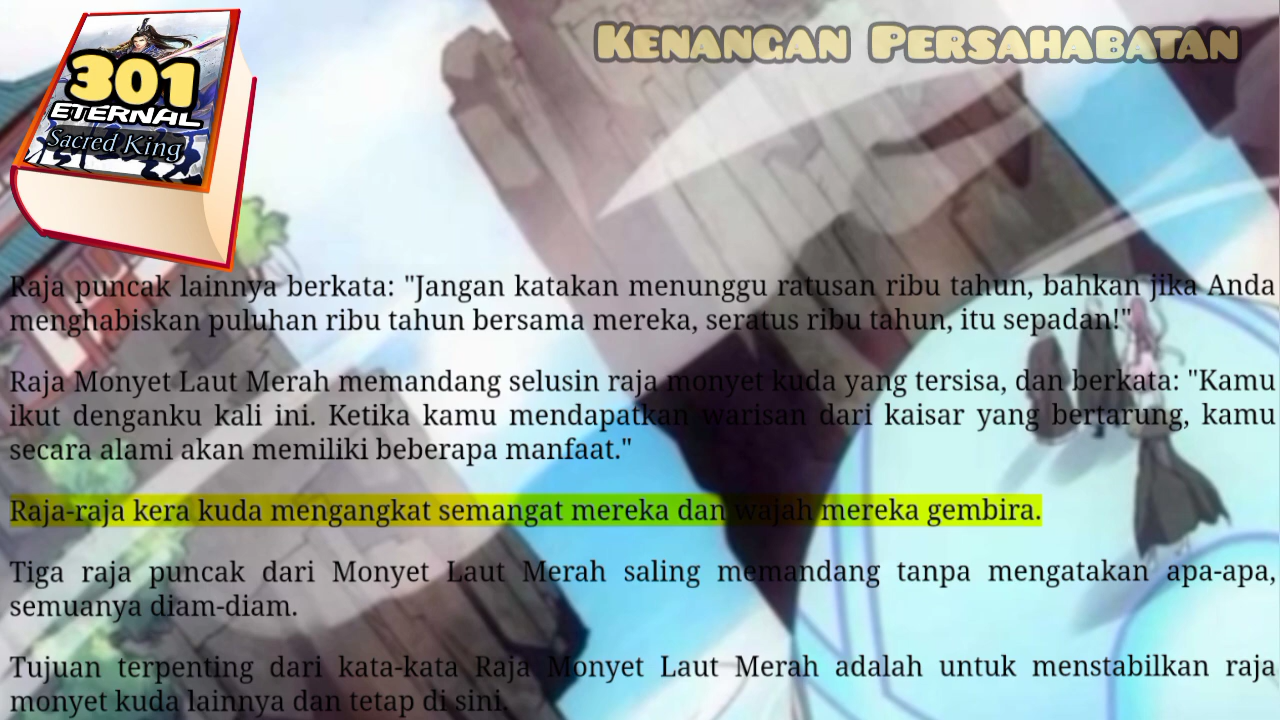 301
ETERNAL
Sacred King
KENANGAN PERSAHABATAN
Raja puncak lainnya berkata: "Jangan katakan menunggu ratusan ribu tahun, bahkan jika Anda
menghabiskan puluhan ribu tahun bersama mereka, seratus ribu tahun, itu sepadan!"
Raja Monyet Laut Merah memandang selusin raja monyet kuda yang tersisa, dan berkata: "Kamu
ikut denganku kali ini. Ketika kamu mendapatkan warisan dari kaisar yang bertarung, kamu
secara alami akan memiliki beberapa manfaat."
Raja-raja kera kuda mengangkat semangat mereka dan wajah mereka gembira.
Tiga raja puncak dari Monyet Laut Merah saling memandang tanpa mengatakan apa-apa,
semuanya diam-diam.
Tujuan terpenting dari kata-kata Raja Monyet Laut Merah adalah untuk menstabilkan raja
monyet kuda lainnya dan tetap di sini.